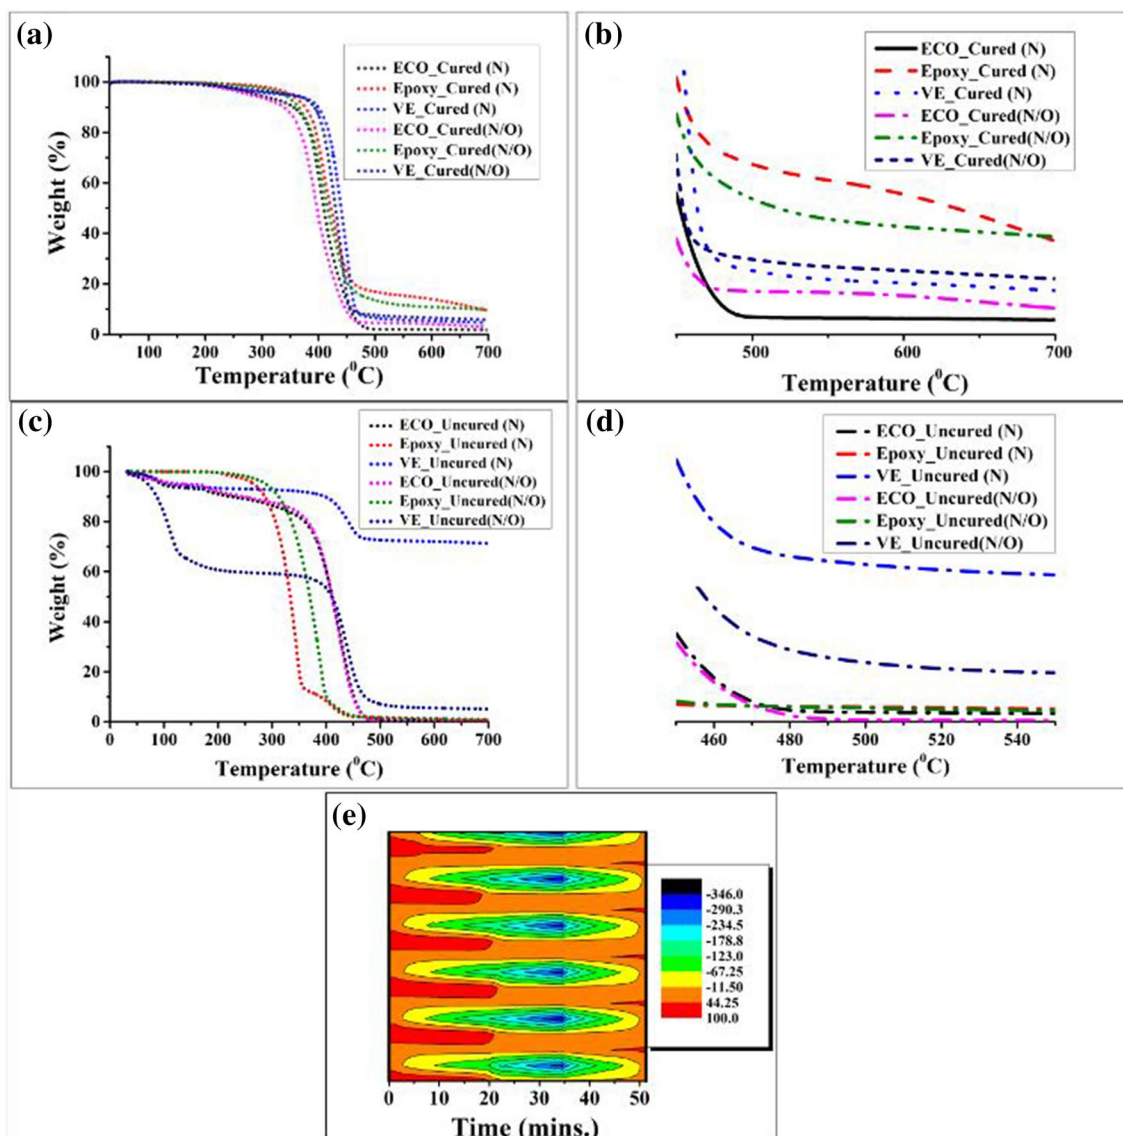 (a)
ECO_Cured (N)
Epoxy_Cured (N)
VE_Cured (N)
ECO_Cured(N/O)
Epoxy_Cured(N/O)
VE_Cured(N/O)
Weight (%)
100
80
60
40
20
0
100 200 300 400 500 600 700
Temperature (⁰C)
(b)
ECO_Cured (N)
Epoxy_Cured (N)
VE_Cured (N)
ECO_Cured(N/O)
Epoxy_Cured(N/O)
VE_Cured(N/O)
500 600 700
Temperature (⁰C)
(c)
ECO_Uncured (N)
Epoxy_Uncured (N)
VE_Uncured (N)
ECO_Uncured(N/O)
Epoxy_Uncured(N/O)
VE_Uncured(N/O)
Weight (%)
100
80
60
40
20
0
0 100 200 300 400 500 600 700
Temperature (⁰C)
(d)
ECO_Uncured (N)
Epoxy_Uncured (N)
VE_Uncured (N)
ECO_Uncured(N/O)
Epoxy_Uncured(N/O)
VE_Uncured(N/O)
460 480 500 520 540
Temperature (⁰C)
(e)
-346.0
-290.3
-234.5
-178.8
-123.0
-67.25
-11.50
44.25
100.0
0 10 20 30 40 50
Time (mins.)